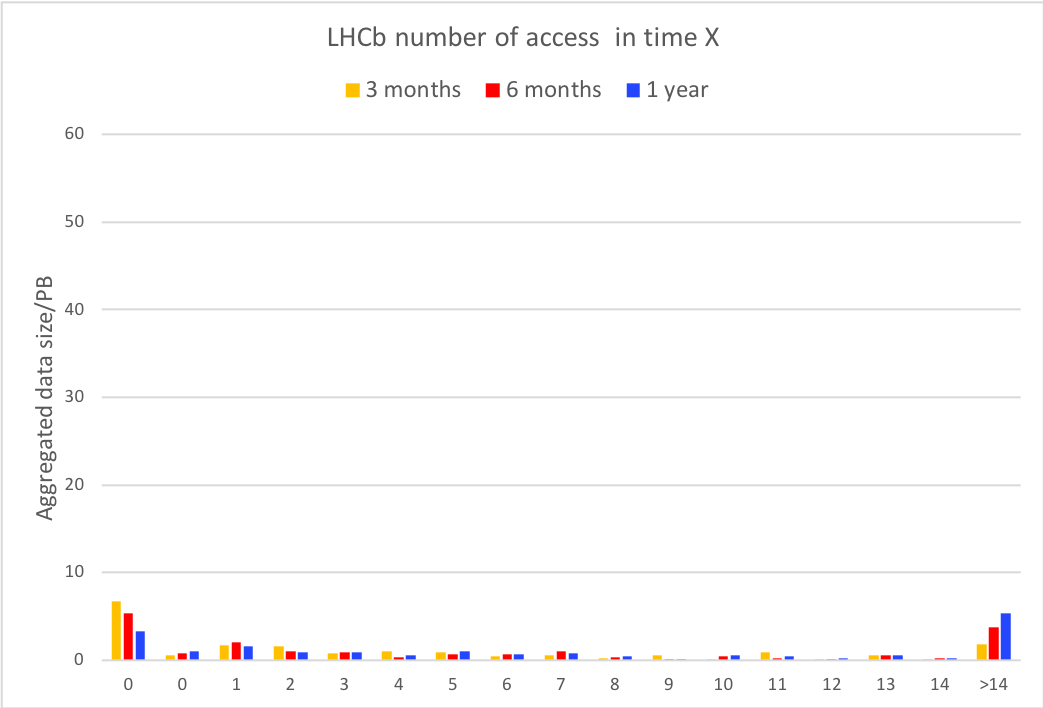 LHCb number of access in time X
3 months 6 months 1 year
Aggregated data size/PB
60
50
40
30
20
10
0
0 0 1 2 3 4 5 6 7 8 9 10 11 12 13 14 >14